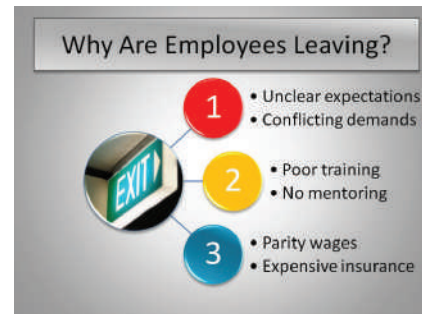 Why Are Employees Leaving?
1
• Unclear expectations
• Conflicting demands
EXIT
2
• Poor training
• No mentoring
3
• Parity wages
• Expensive insurance